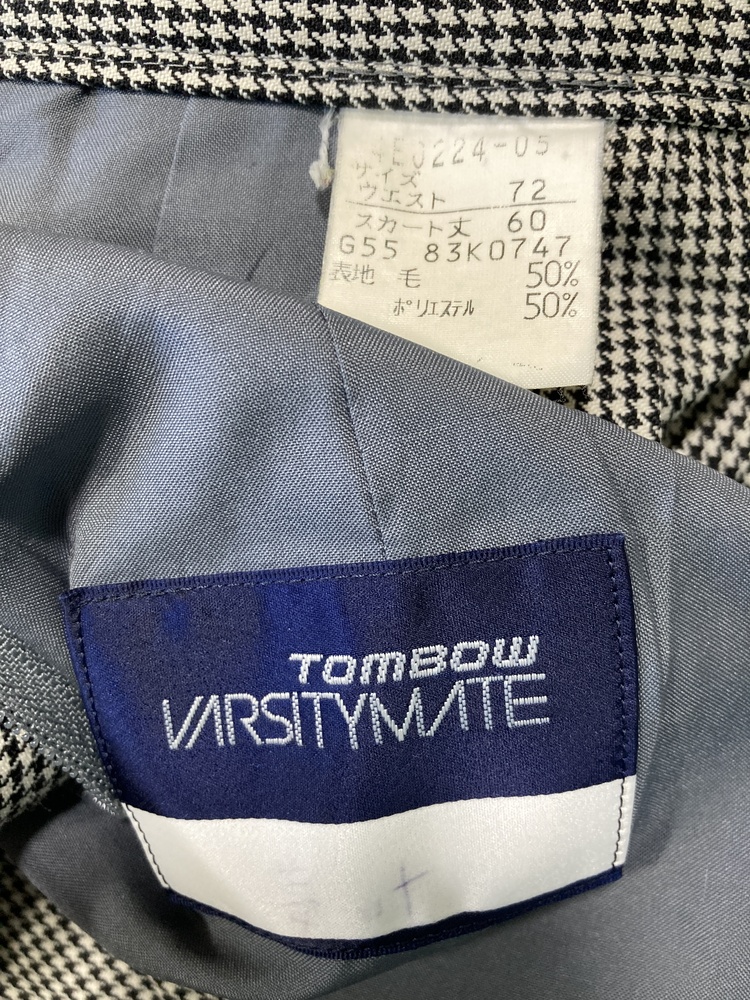 4E0224-05
サイズ
ウエスト 72
スカート丈 60
G55 83K0747
表地 毛 50%
ポリエステル 50%
TOMBOW
VARSITYMATE